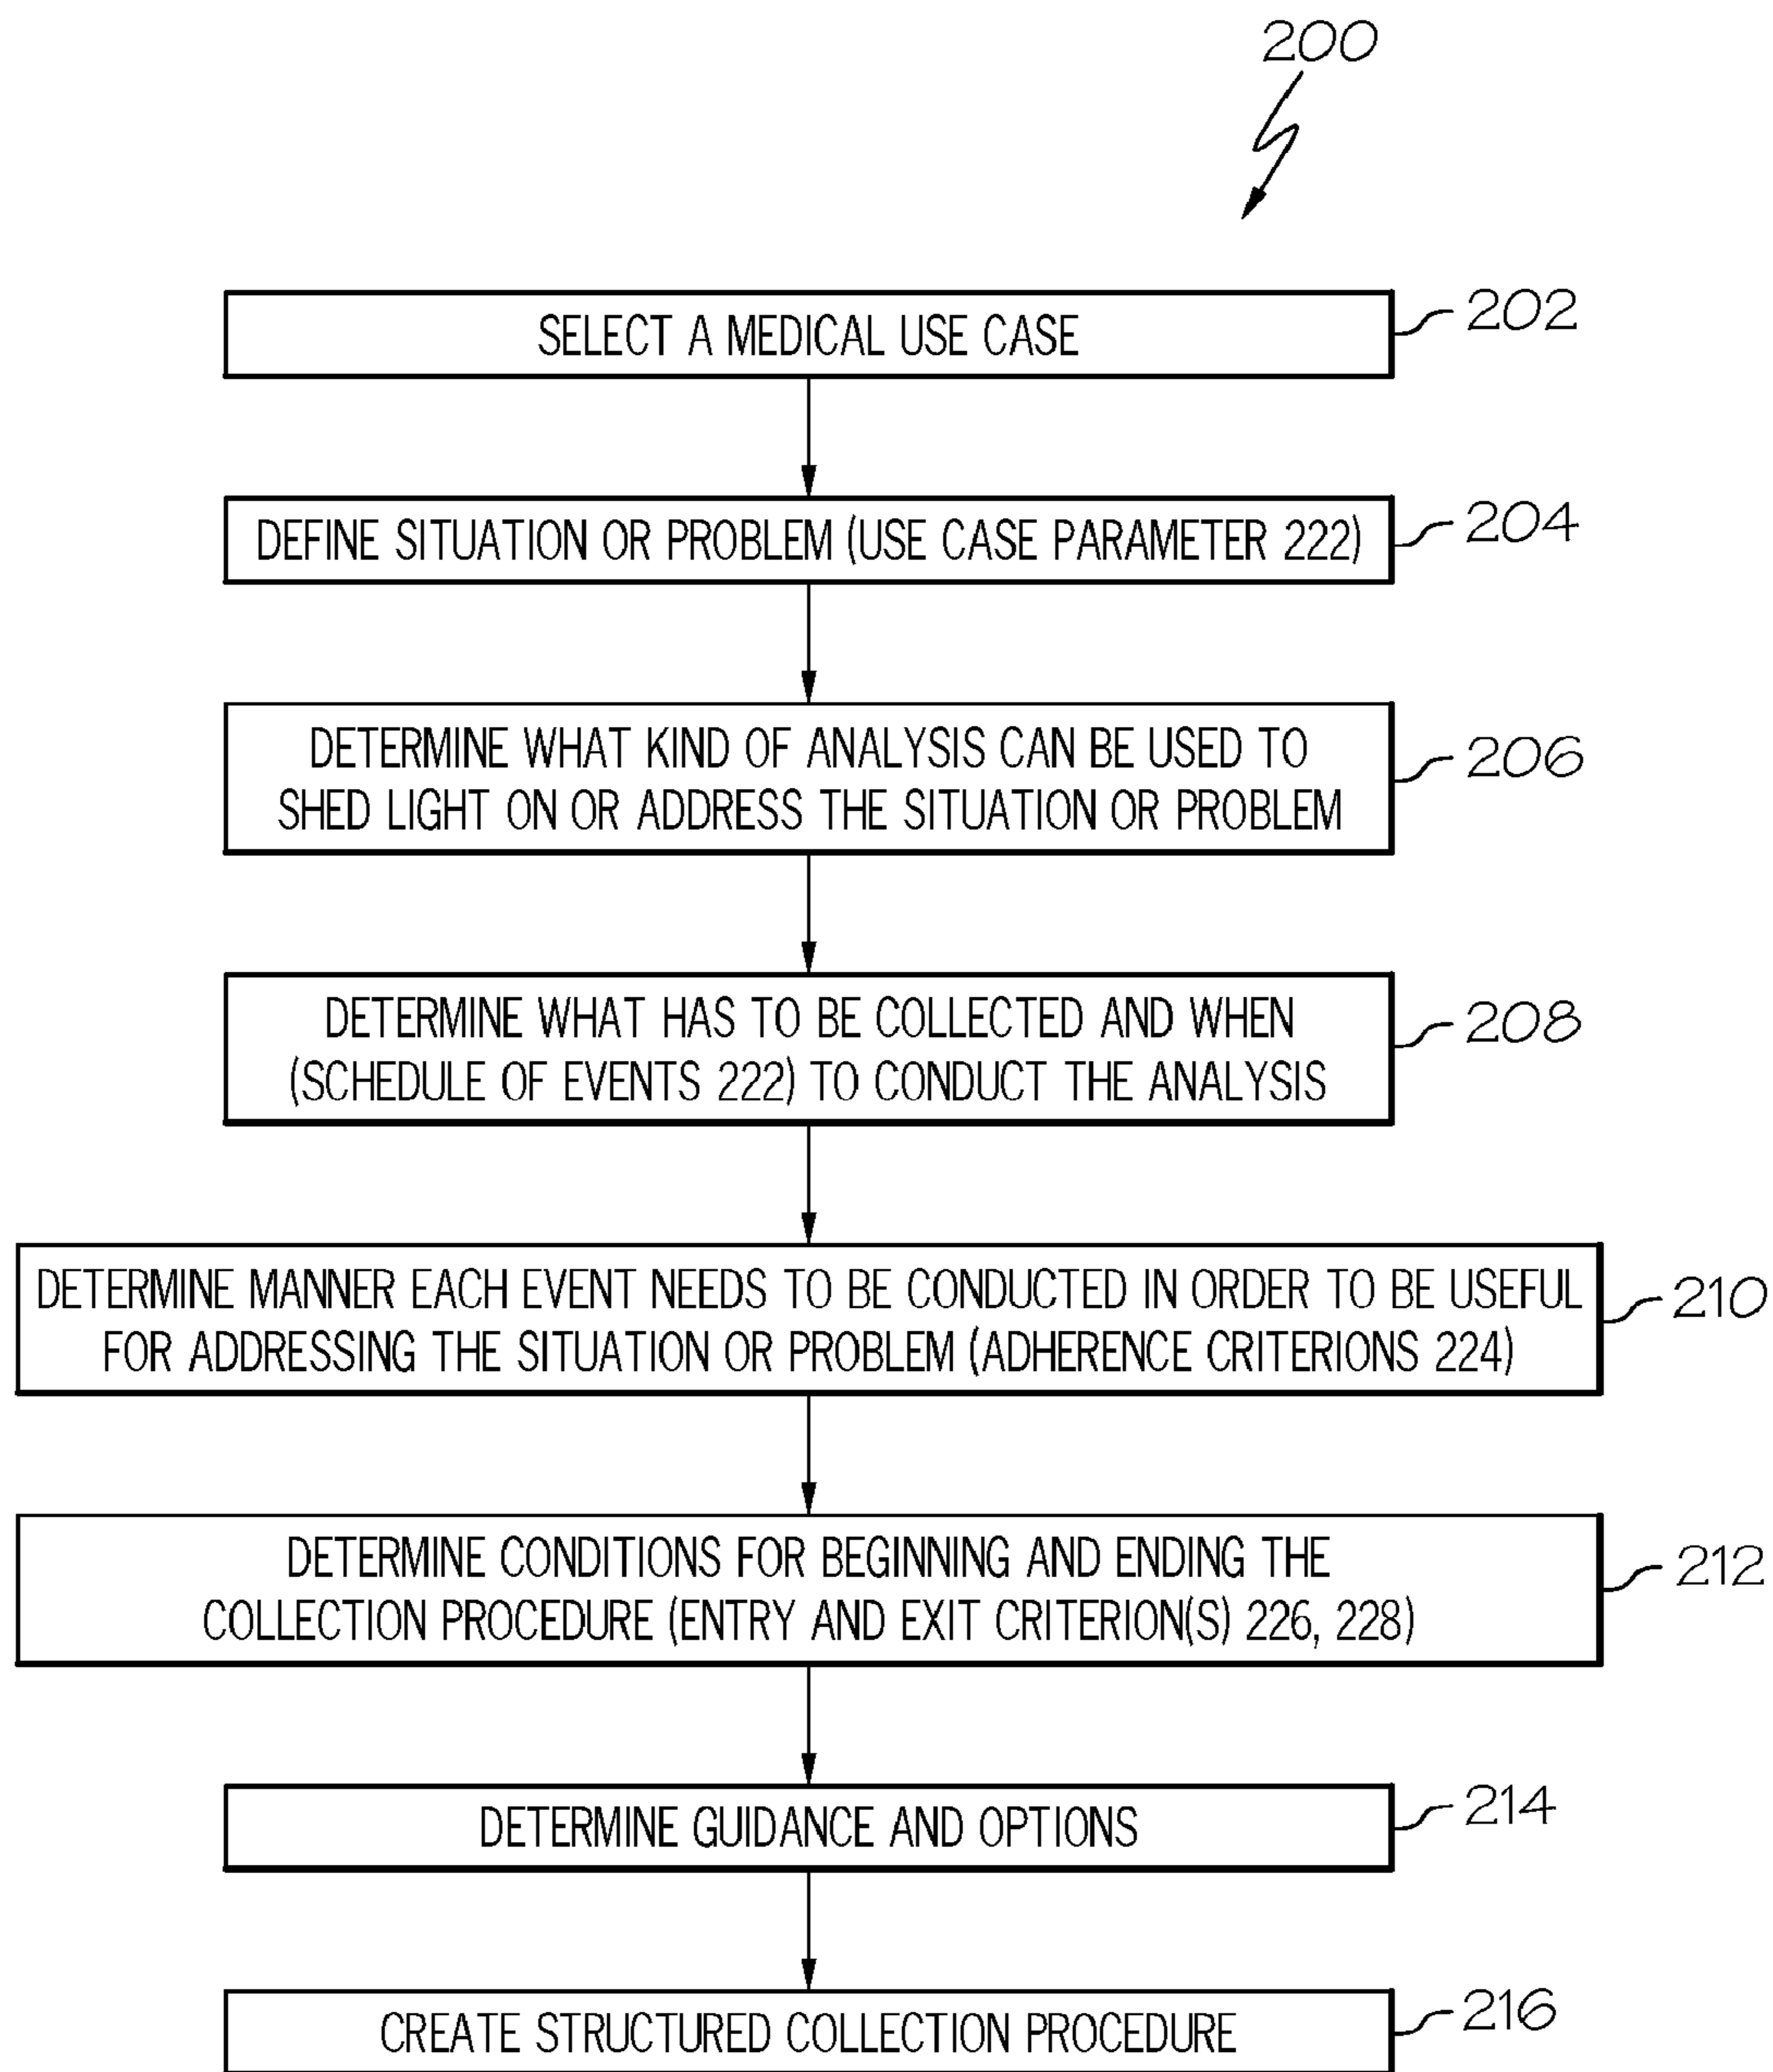 200
SELECT A MEDICAL USE CASE
202
DEFINE SITUATION OR PROBLEM (USE CASE PARAMETER 222)
204
DETERMINE WHAT KIND OF ANALYSIS CAN BE USED TO
SHED LIGHT ON OR ADDRESS THE SITUATION OR PROBLEM
206
DETERMINE WHAT HAS TO BE COLLECTED AND WHEN
(SCHEDULE OF EVENTS 222) TO CONDUCT THE ANALYSIS
208
DETERMINE MANNER EACH EVENT NEEDS TO BE CONDUCTED IN ORDER TO BE USEFUL
FOR ADDRESSING THE SITUATION OR PROBLEM (ADHERENCE CRITERIONS 224)
210
DETERMINE CONDITIONS FOR BEGINNING AND ENDING THE
COLLECTION PROCEDURE (ENTRY AND EXIT CRITERION(S) 226, 228)
212
DETERMINE GUIDANCE AND OPTIONS
214
CREATE STRUCTURED COLLECTION PROCEDURE
216